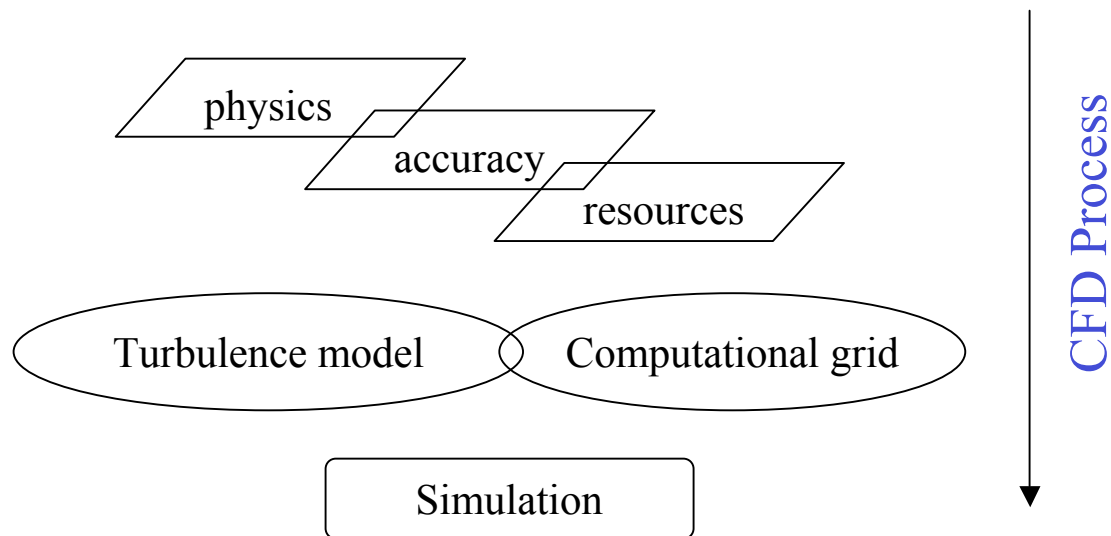 physics
accuracy
resources
Turbulence model
Computational grid
Simulation
CFD Process